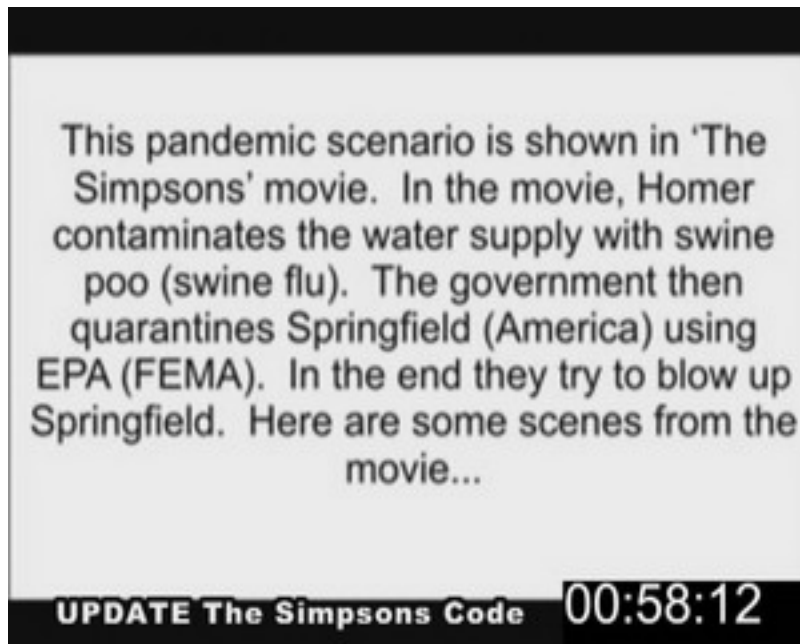 This pandemic scenario is shown in ‘The
Simpsons’ movie.  In the movie, Homer
contaminates the water supply with swine
poo (swine flu).  The government then
quarantines Springfield (America) using
EPA (FEMA).  In the end they try to blow up
Springfield.  Here are some scenes from the
movie...
UPDATE The Simpsons Code
00:58:12